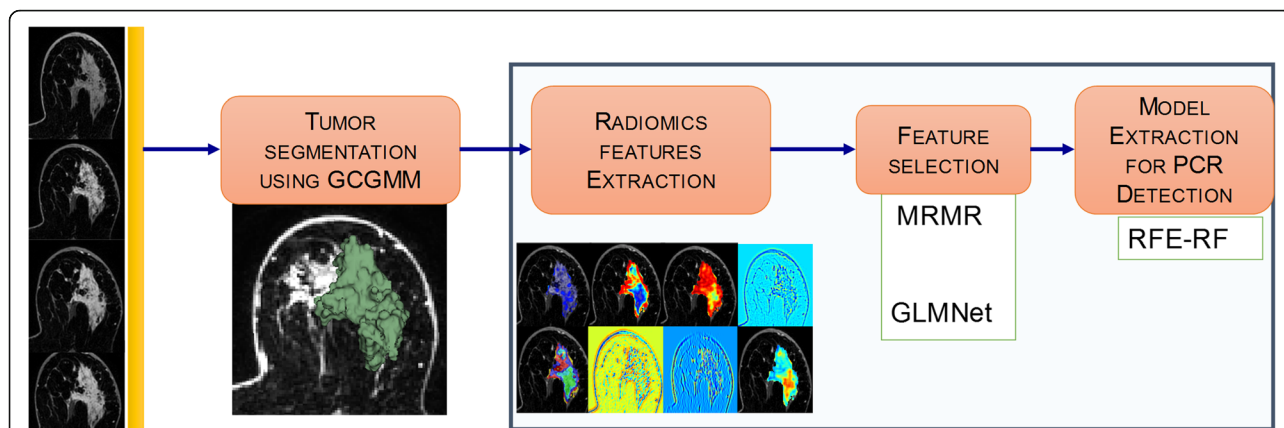 TUMOR
SEGMENTATION
USING GCGMM
RADIOMICS
FEATURES
EXTRACTION
FEATURE
SELECTION
MRMR
GLMNet
MODEL
EXTRACTION
FOR PCR
DETECTION
RFE-RF